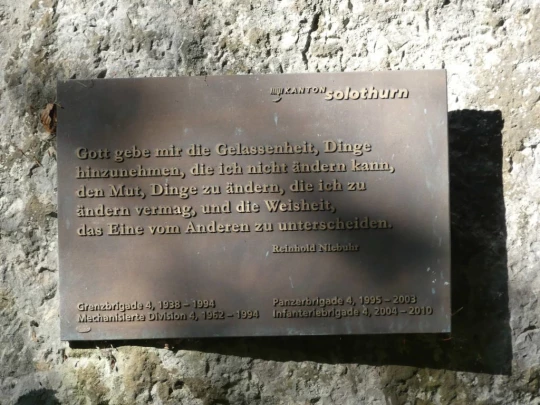 KANTON solothurn
Gott gebe mir die Gelassenheit, Dinge
hinzunehmen, die ich nicht ändern kann,
den Mut, Dinge zu ändern, die ich zu
ändern vermag, und die Weisheit,
das Eine vom Anderen zu unterscheiden.
Reinhold Niebuhr
Grenzbrigade 4, 1938 – 1994
Mechanisierte Division 4, 1962 – 1994
Panzerbrigade 4, 1995 – 2003
Infanteriebrigade 4, 2004 – 2010